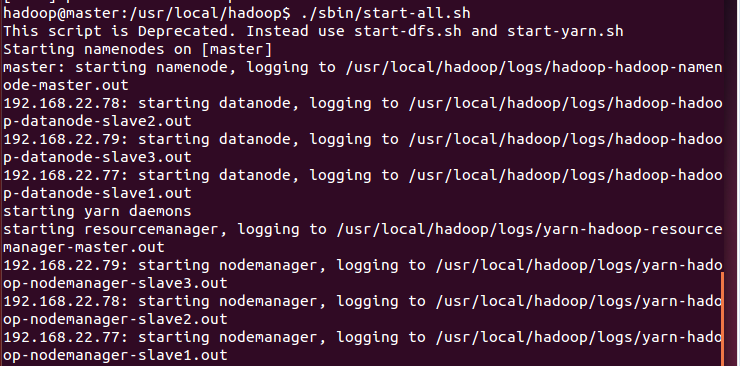 hadoop@master:/usr/local/hadoop$ ./sbin/start-all.sh
This script is Deprecated. Instead use start-dfs.sh and start-yarn.sh
Starting namenodes on [master]
master: starting namenode, logging to /usr/local/hadoop/logs/hadoop-hadoop-namen
ode-master.out
192.168.22.78: starting datanode, logging to /usr/local/hadoop/logs/hadoop-hadoo
p-datanode-slave2.out
192.168.22.79: starting datanode, logging to /usr/local/hadoop/logs/hadoop-hadoo
p-datanode-slave3.out
192.168.22.77: starting datanode, logging to /usr/local/hadoop/logs/hadoop-hadoo
p-datanode-slave1.out
starting yarn daemons
starting resourcemanager, logging to /usr/local/hadoop/logs/yarn-hadoop-resource
manager-master.out
192.168.22.79: starting nodemanager, logging to /usr/local/hadoop/logs/yarn-hado
op-nodemanager-slave3.out
192.168.22.78: starting nodemanager, logging to /usr/local/hadoop/logs/yarn-hado
op-nodemanager-slave2.out
192.168.22.77: starting nodemanager, logging to /usr/local/hadoop/logs/yarn-hado
op-nodemanager-slave1.out